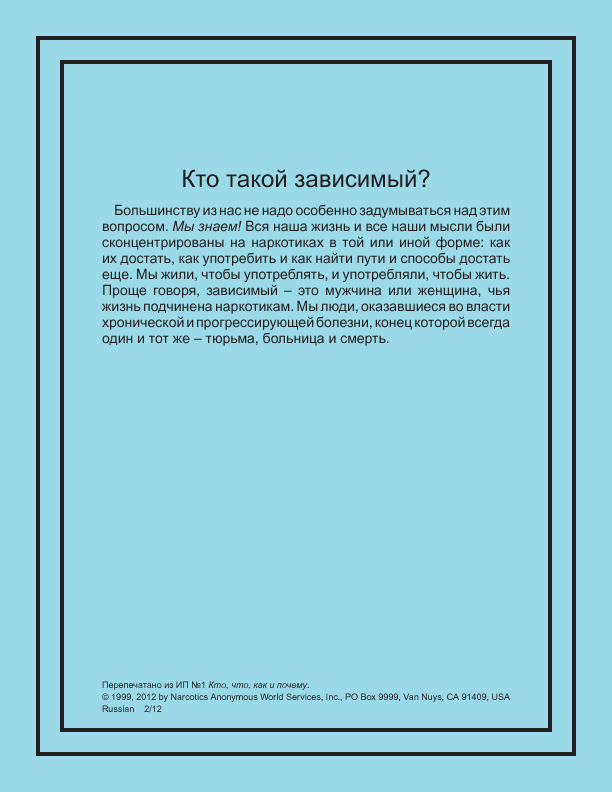 Кто такой зависимый?
Большинству из нас не надо особенно задумываться над этим
вопросом. Мы знаем! Вся наша жизнь и все наши мысли были
сконцентрированы на наркотиках в той или иной форме: как
их достать, как употребить и как найти пути и способы достать
еще. Мы жили, чтобы употреблять, и употребляли, чтобы жить.
Проще говоря, зависимый – это мужчина или женщина, чья
жизнь подчинена наркотикам. Мы люди, оказавшиеся во власти
хронической и прогрессирующей болезни, конец которой всегда
один и тот же – тюрьма, больница и смерть.
Перепечатано из ИП №1 Кто, что, как и почему.
© 1999, 2012 by Narcotics Anonymous World Services, Inc., PO Box 9999, Van Nuys, CA 91409, USA
Russian 2/12